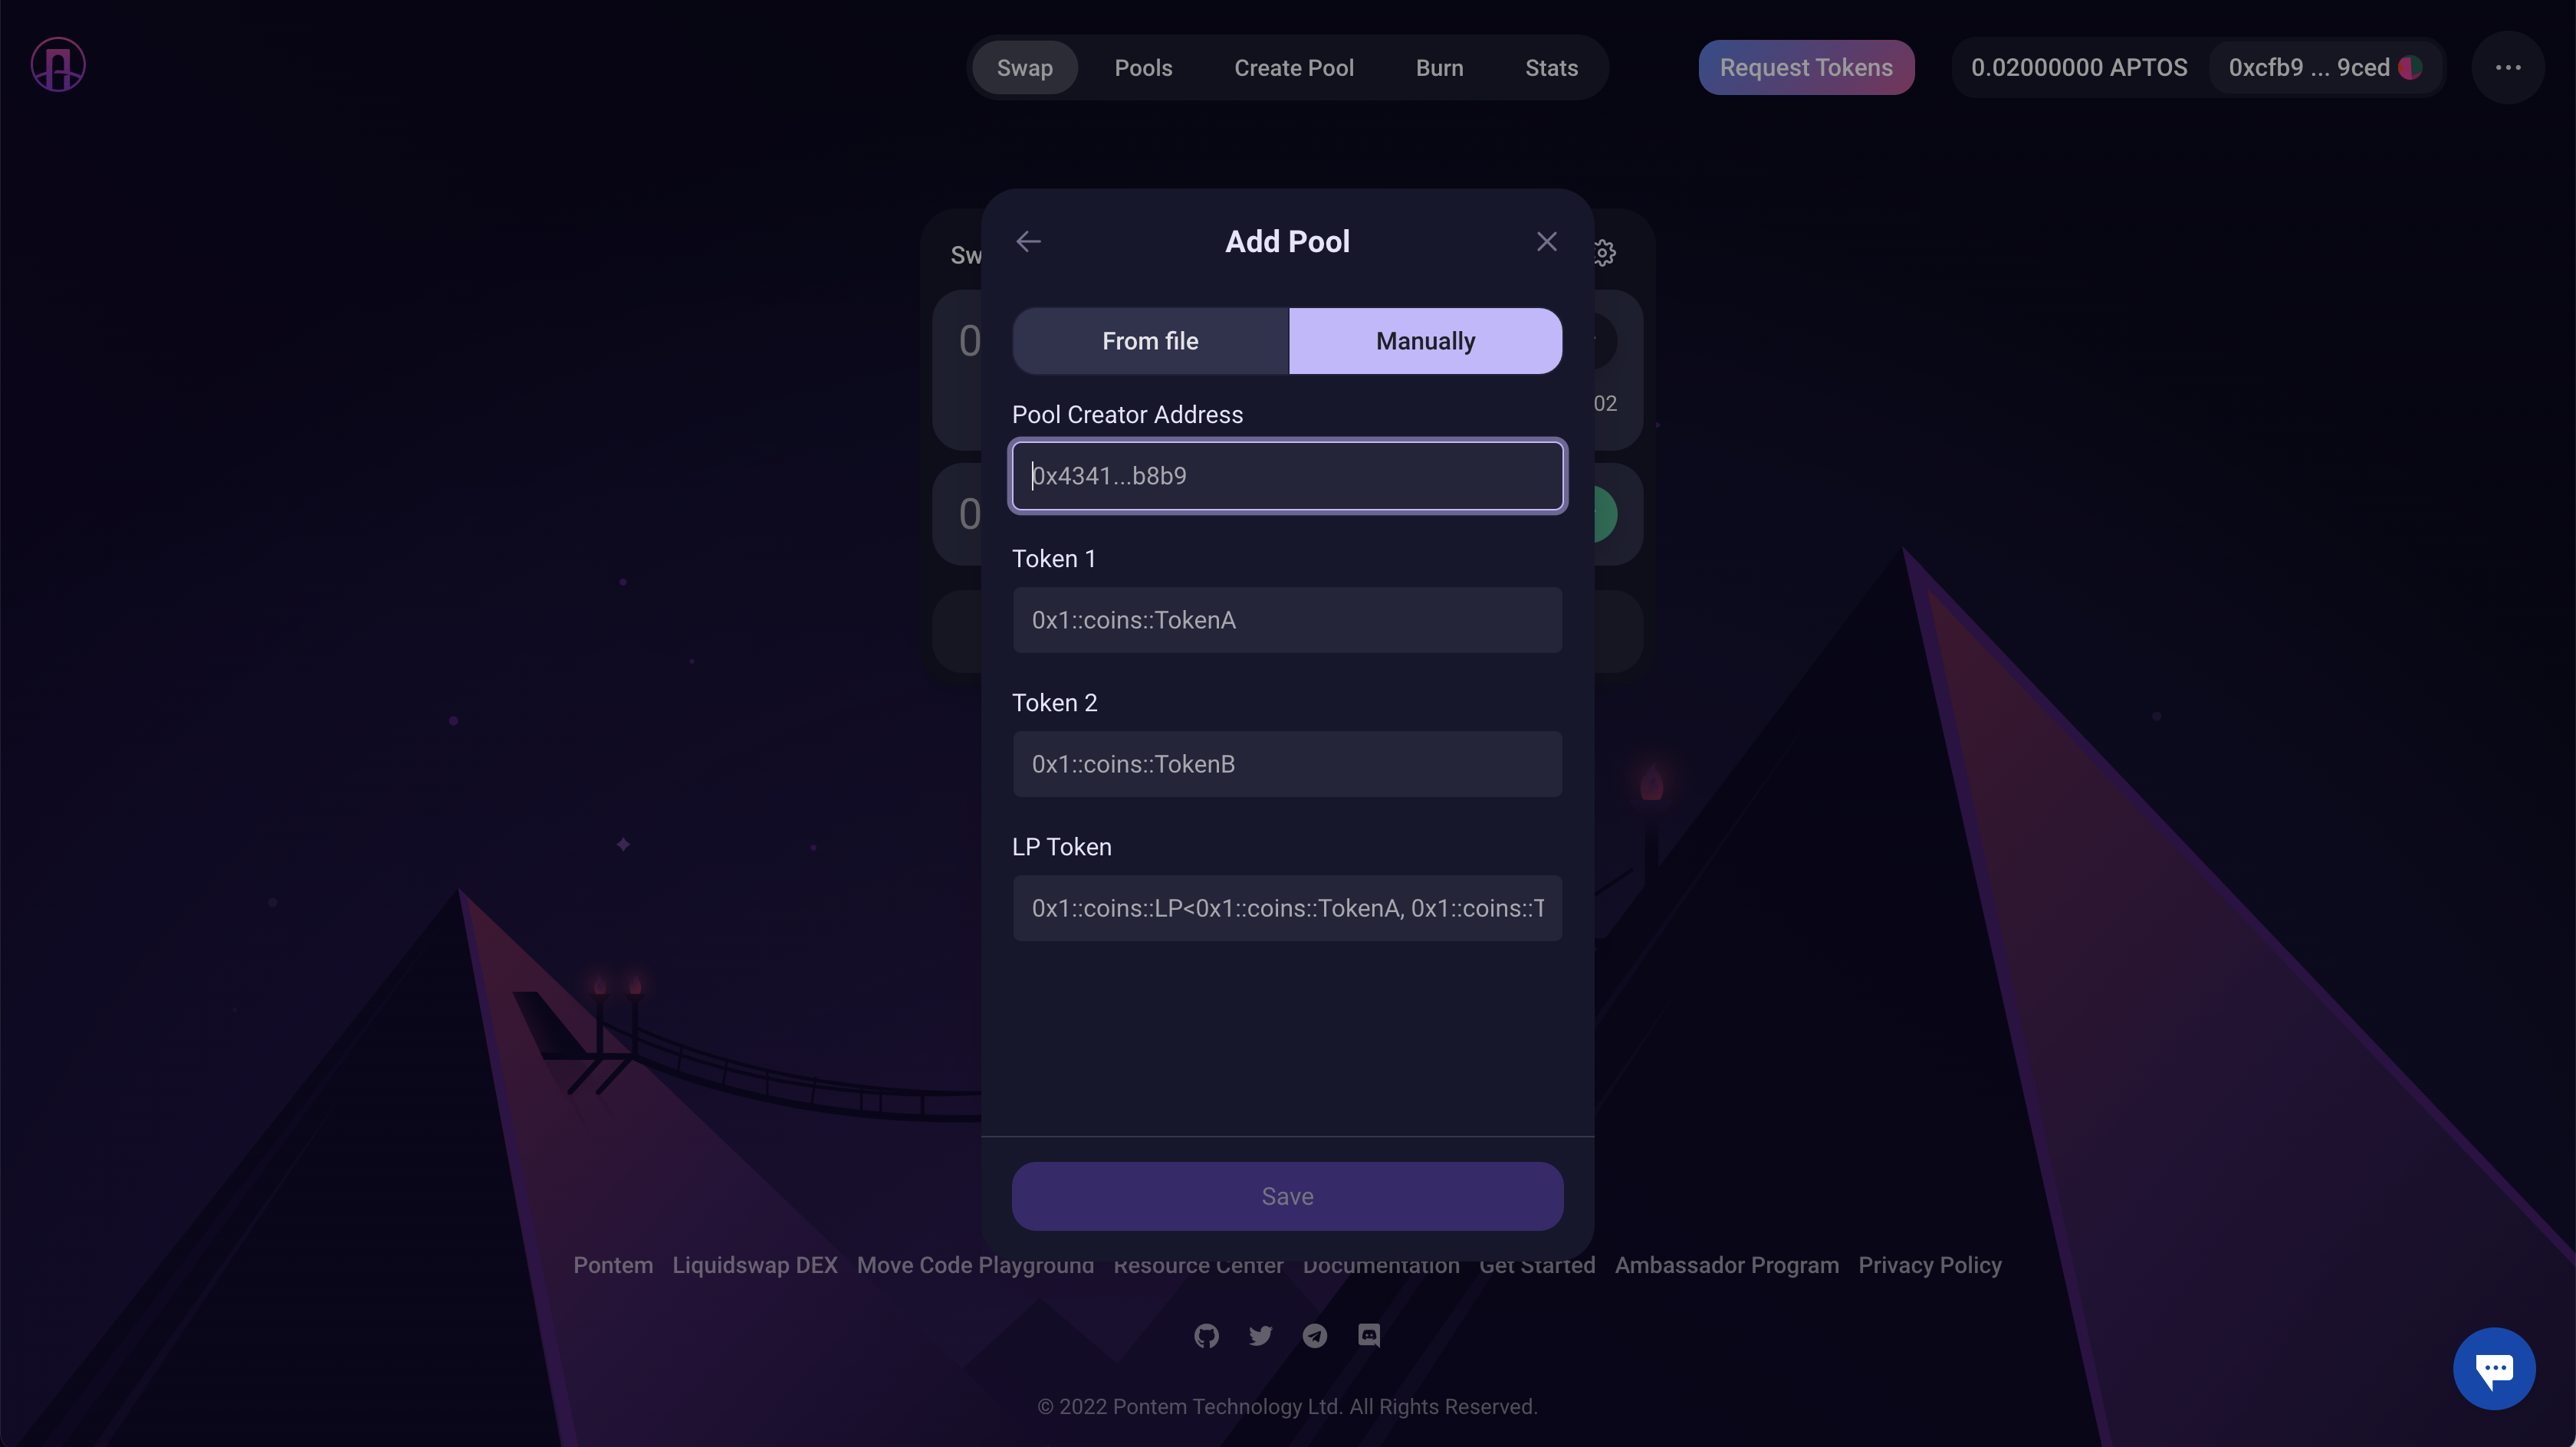 Swap Pools Create Pool Burn Stats Request Tokens 0.02000000 APTOS 0xcfb9 ... 9ced
Add Pool
Sw
From file Manually
0
02
Pool Creator Address
0x4341...b8b9
0
Token 1
0x1::coins::TokenA
Token 2
0x1::coins::TokenB
LP Token
0x1::coins::LP<0x1::coins::TokenA, 0x1::coins::T
Save
Pontem Liquidswap DEX Move Code Playground Resource Center Documentation Get Started Ambassador Program Privacy Policy
© 2022 Pontem Technology Ltd. All Rights Reserved.